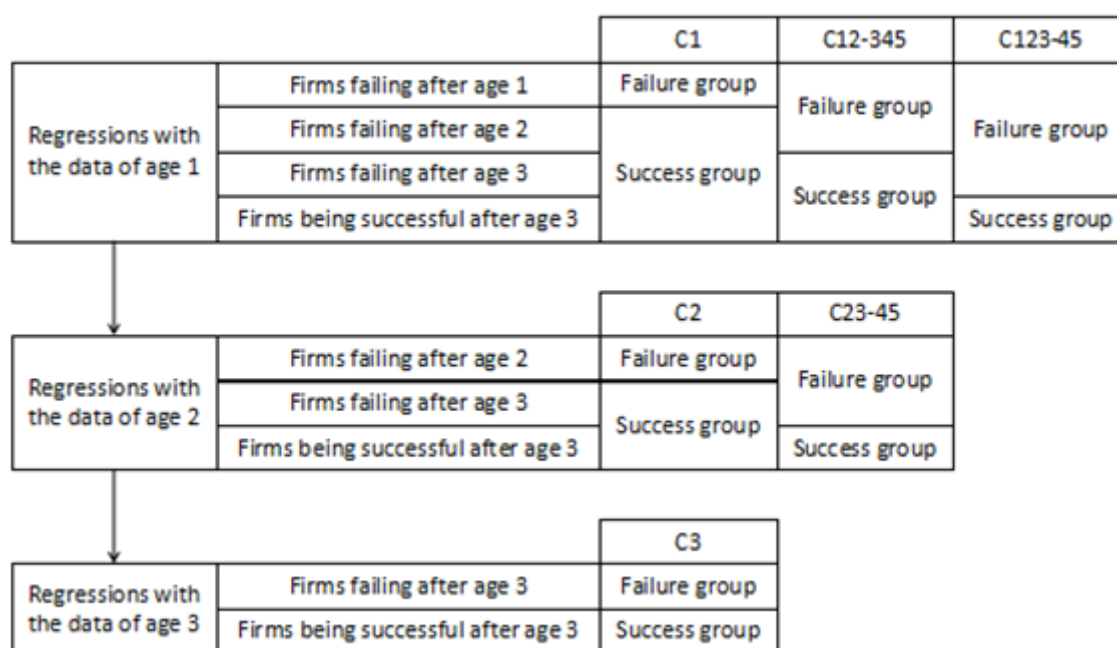 C1 C12-345 C123-45
Firms failing after age 1 Failure group
Failure group
Regressions with
the data of age 1
Firms failing after age 2
Failure group
Firms failing after age 3
Success group
Success group
Firms being successful after age 3
Success group
C2 C23-45
Firms failing after age 2 Failure group
Failure group
Regressions with
the data of age 2
Firms failing after age 3
Success group
Firms being successful after age 3
Success group
C3
Regressions with
the data of age 3
Firms failing after age 3 Failure group
Firms being successful after age 3 Success group